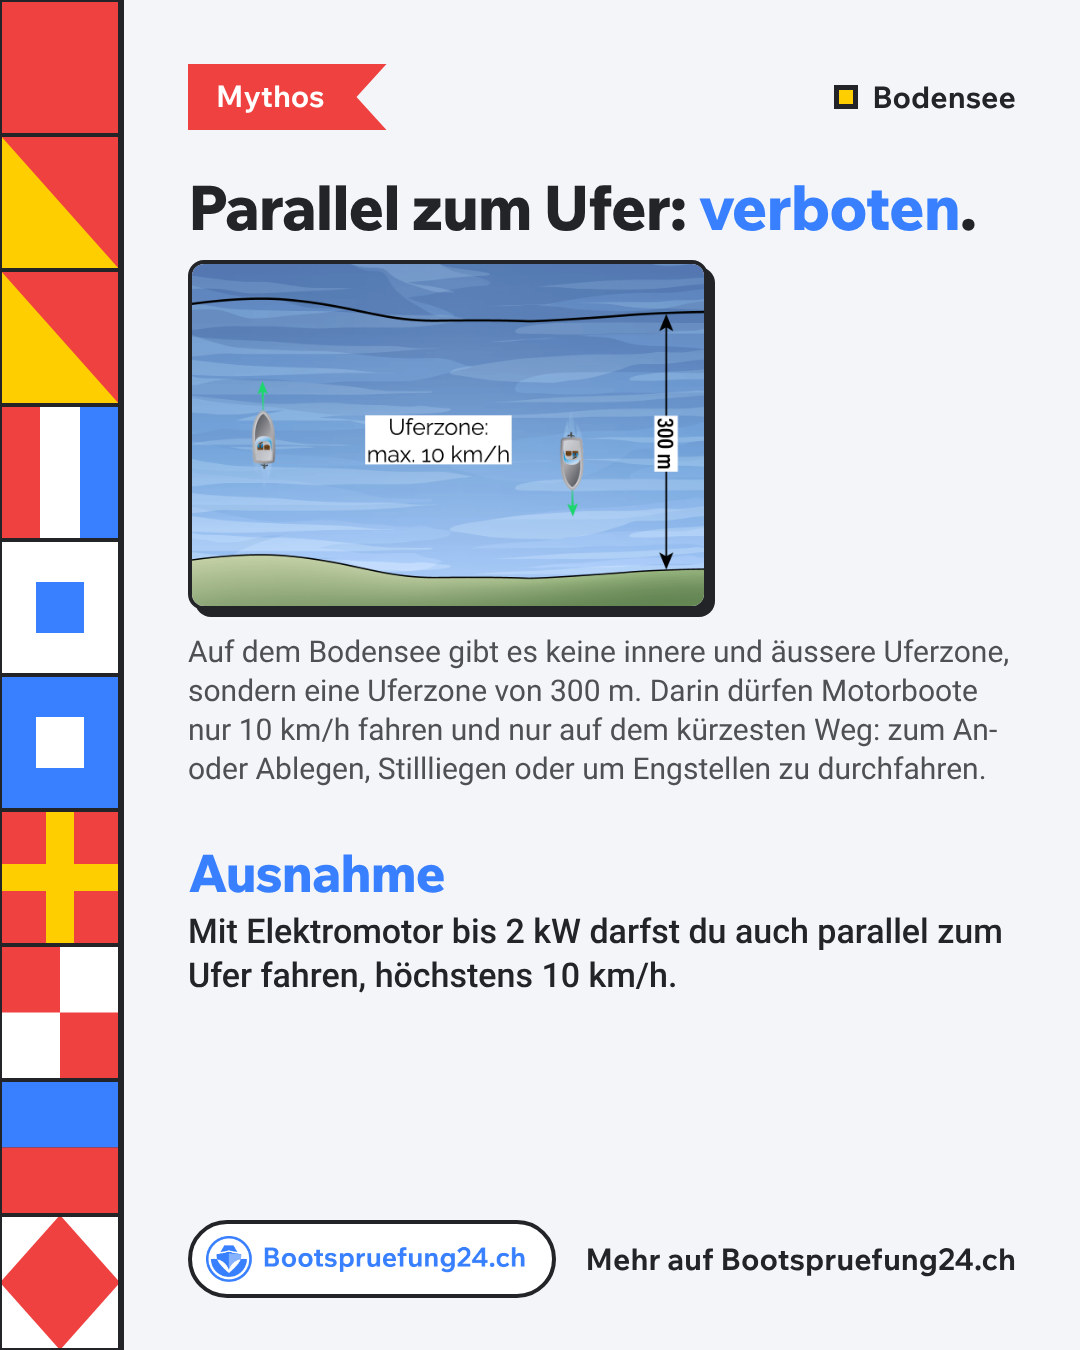 Mythos
Bodensee
Parallel zum Ufer: verboten.
Uferzone:
max. 10 km/h
300 m
Auf dem Bodensee gibt es keine innere und äussere Uferzone,
sondern eine Uferzone von 300 m. Darin dürfen Motorboote
nur 10 km/h fahren und nur auf dem kürzesten Weg: zum An-
oder Ablegen, Stillliegen oder um Engstellen zu durchfahren.
Ausnahme
Mit Elektromotor bis 2 kW darfst du auch parallel zum
Ufer fahren, höchstens 10 km/h.
Bootspruefung24.ch
Mehr auf Bootspruefung24.ch